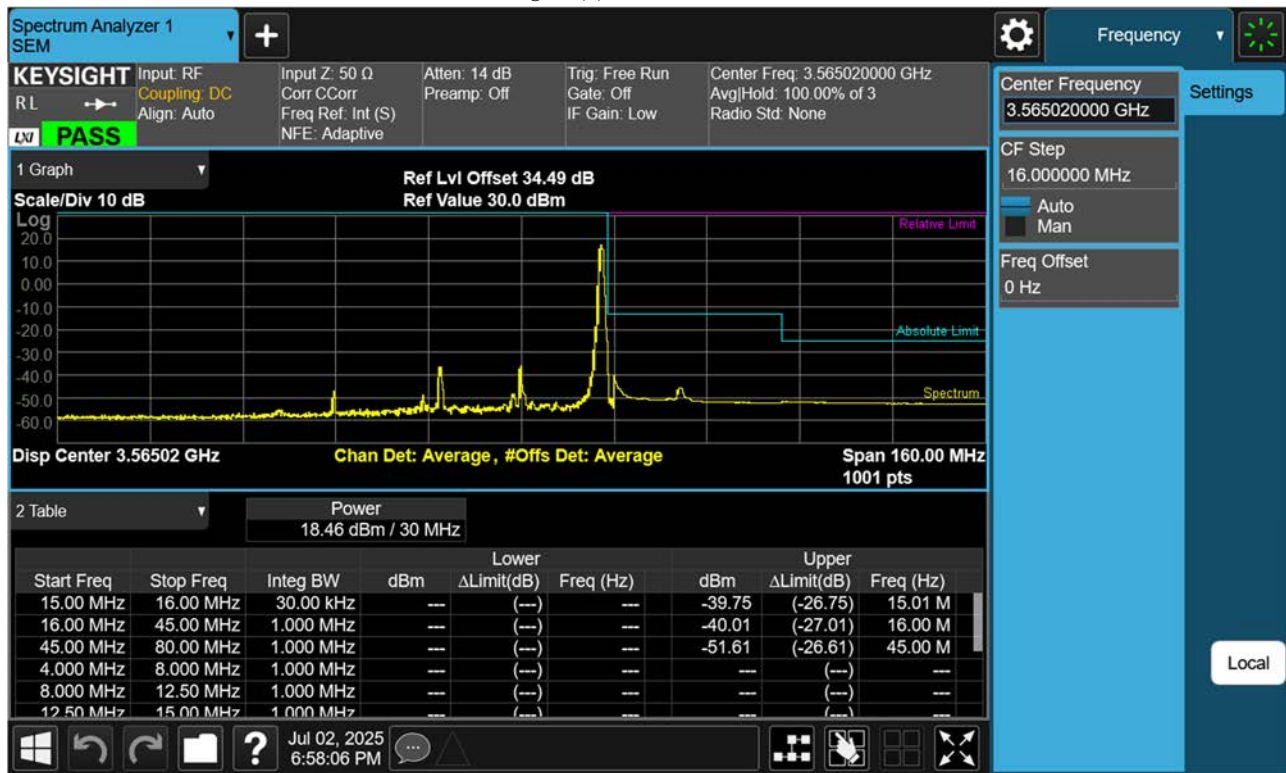 Spectrum Analyzer 1
SEM
+
Frequency
KEYSIGHT
R L
LXI
PASS
Input: RF
Coupling: DC
Align: Auto
Input Z: 50 Ω
Corr CCorr
Freq Ref: Int (S)
NFE: Adaptive
Atten: 14 dB
Preamp: Off
Trig: Free Run
Gate: Off
IF Gain: Low
Center Freq: 3.565020000 GHz
Avg|Hold: 100.00% of 3
Radio Std: None
Center Frequency
3.565020000 GHz
Settings
CF Step
16.000000 MHz
Auto
Man
Freq Offset
0 Hz
Local
1 Graph
Scale/Div 10 dB
Ref Lvl Offset 34.49 dB
Ref Value 30.0 dBm
Log
20.0
10.0
0.00
-10.0
-20.0
-30.0
-40.0
-50.0
-60.0
Relative Limit
Absolute Limit
Spectrum
Disp Center 3.56502 GHz
Chan Det: Average , #Offs Det: Average
Span 160.00 MHz
1001 pts
2 Table
Power
18.46 dBm / 30 MHz
Lower Upper
Start Freq Stop Freq Integ BW dBm ΔLimit(dB) Freq (Hz) dBm ΔLimit(dB) Freq (Hz)
15.00 MHz 16.00 MHz 30.00 kHz --- (---) --- -39.75 (-26.75) 15.01 M
16.00 MHz 45.00 MHz 1.000 MHz --- (---) --- -40.01 (-27.01) 16.00 M
45.00 MHz 80.00 MHz 1.000 MHz --- (---) --- -51.61 (-26.61) 45.00 M
4.000 MHz 8.000 MHz 1.000 MHz --- (---) --- --- (---) ---
8.000 MHz 12.50 MHz 1.000 MHz --- (---) --- --- (---) ---
12.50 MHz 15.00 MHz 1.000 MHz --- (---) --- --- (---) ---
?
Jul 02, 2025
6:58:06 PM